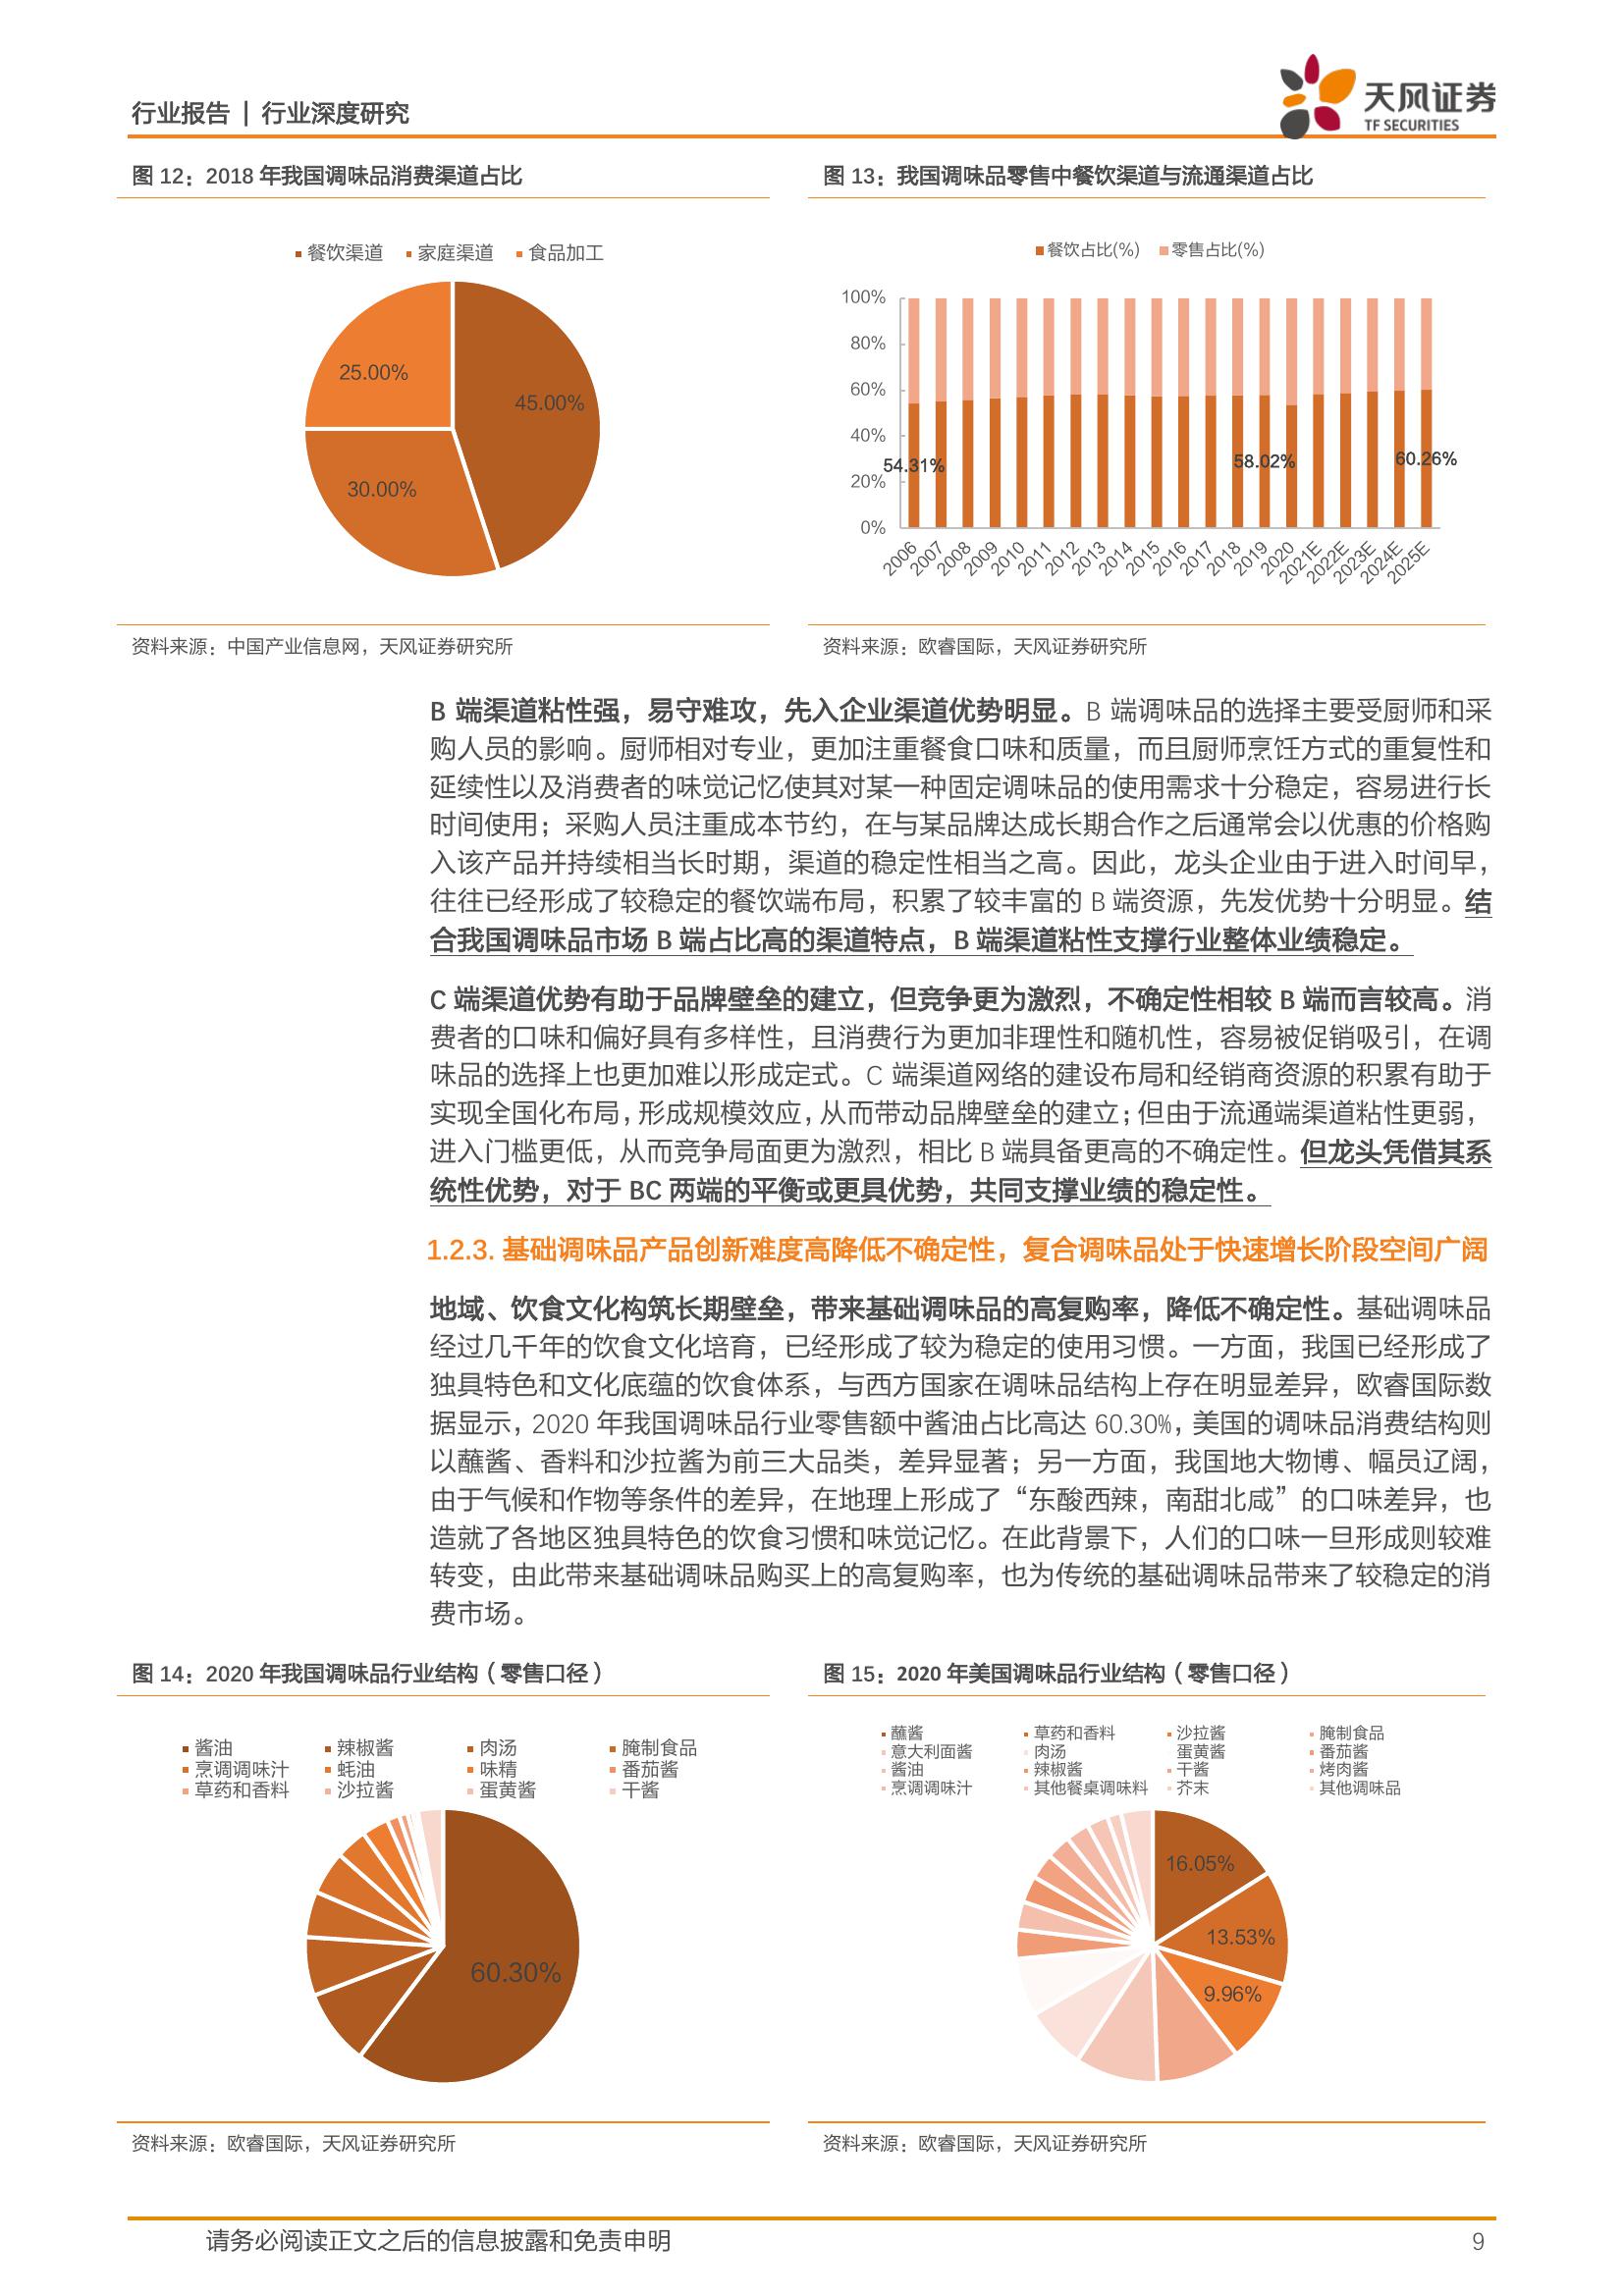 行业报告 | 行业深度研究
天风证券
TF SECURITIES
图 12：2018 年我国调味品消费渠道占比
餐饮渠道 家庭渠道 食品加工
25.00%
45.00%
30.00%
资料来源：中国产业信息网，天风证券研究所
图 13：我国调味品零售中餐饮渠道与流通渠道占比
餐饮占比(%) 零售占比(%)
100%
80%
60%
40%
20%
0%
54.31%
58.02%
60.26%
2006 2007 2008 2009 2010 2011 2012 2013 2014 2015 2016 2017 2018 2019 2020 2021E 2022E 2023E 2024E 2025E
资料来源：欧睿国际，天风证券研究所
B 端渠道粘性强，易守难攻，先入企业渠道优势明显。B 端调味品的选择主要受厨师和采
购人员的影响。厨师相对专业，更加注重餐食口味和质量，而且厨师烹饪方式的重复性和
延续性以及消费者的味觉记忆使其对某一种固定调味品的使用需求十分稳定，容易进行长
时间使用；采购人员注重成本节约，在与某品牌达成长期合作之后通常会以优惠的价格购
入该产品并持续相当长时期，渠道的稳定性相当之高。因此，龙头企业由于进入时间早，
往往已经形成了较稳定的餐饮端布局，积累了较丰富的 B 端资源，先发优势十分明显。结
合我国调味品市场 B 端占比高的渠道特点，B 端渠道粘性支撑行业整体业绩稳定。
C 端渠道优势有助于品牌壁垒的建立，但竞争更为激烈，不确定性相较 B 端而言较高。消
费者的口味和偏好具有多样性，且消费行为更加非理性和随机性，容易被促销吸引，在调
味品的选择上也更加难以形成定式。C 端渠道网络的建设布局和经销商资源的积累有助于
实现全国化布局，形成规模效应，从而带动品牌壁垒的建立；但由于流通端渠道粘性更弱，
进入门槛更低，从而竞争局面更为激烈，相比 B 端具备更高的不确定性。但龙头凭借其系
统性优势，对于 BC 两端的平衡或更具优势，共同支撑业绩的稳定性。
1.2.3. 基础调味品产品创新难度高降低不确定性，复合调味品处于快速增长阶段空间广阔
地域、饮食文化构筑长期壁垒，带来基础调味品的高复购率，降低不确定性。基础调味品
经过几千年的饮食文化培育，已经形成了较为稳定的使用习惯。一方面，我国已经形成了
独具特色和文化底蕴的饮食体系，与西方国家在调味品结构上存在明显差异，欧睿国际数
据显示，2020 年我国调味品行业零售额中酱油占比高达 60.30%，美国的调味品消费结构则
以蘸酱、香料和沙拉酱为前三大品类，差异显著；另一方面，我国地大物博、幅员辽阔，
由于气候和作物等条件的差异，在地理上形成了“东酸西辣，南甜北咸”的口味差异，也
造就了各地区独具特色的饮食习惯和味觉记忆。在此背景下，人们的口味一旦形成则较难
转变，由此带来基础调味品购买上的高复购率，也为传统的基础调味品带来了较稳定的消
费市场。
图 14：2020 年我国调味品行业结构（零售口径）
酱油 辣椒酱 肉汤 腌制食品
烹调调味汁 蚝油 味精 番茄酱
草药和香料 沙拉酱 蛋黄酱 干酱
60.30%
资料来源：欧睿国际，天风证券研究所
图 15：2020 年美国调味品行业结构（零售口径）
蘸酱 草药和香料 沙拉酱 腌制食品
意大利面酱 肉汤 蛋黄酱 番茄酱
酱油 辣椒酱 干酱 烤肉酱
烹调调味汁 其他餐桌调味料 芥末 其他调味品
16.05%
13.53%
9.96%
资料来源：欧睿国际，天风证券研究所
请务必阅读正文之后的信息披露和免责申明 9